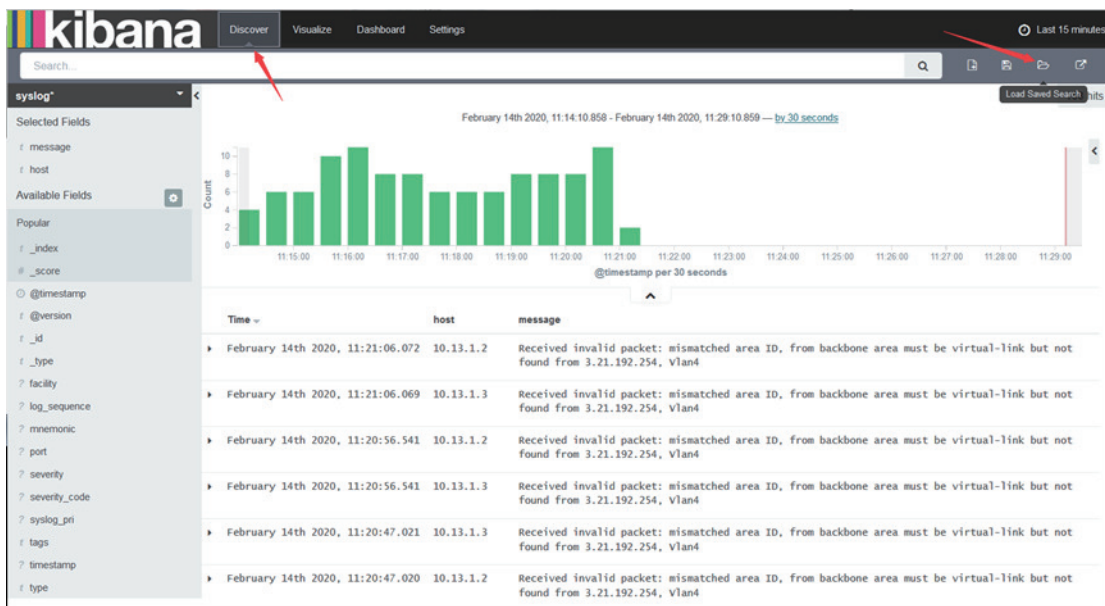 kibana
Discover Visualize Dashboard Settings Last 15 minutes
Search...
syslog*
Load Saved Search hits
Selected Fields
t message
t host
Available Fields
Popular
t _index
# _score
@timestamp
t @version
t _id
t _type
? facility
? log_sequence
? mnemonic
? port
? severity
? severity_code
? syslog_pri
t tags
? timestamp
t type
February 14th 2020, 11:14:10.858 - February 14th 2020, 11:29:10.859 — by 30 seconds
Count
10
8
6
4
2
0
11:15:00 11:16:00 11:17:00 11:18:00 11:19:00 11:20:00 11:21:00 11:22:00 11:23:00 11:24:00 11:25:00 11:26:00 11:27:00 11:28:00 11:29:00
@timestamp per 30 seconds
Time host message
February 14th 2020, 11:21:06.072 10.13.1.2 Received invalid packet: mismatched area ID, from backbone area must be virtual-link but not
found from 3.21.192.254, Vlan4
February 14th 2020, 11:21:06.069 10.13.1.3 Received invalid packet: mismatched area ID, from backbone area must be virtual-link but not
found from 3.21.192.254, Vlan4
February 14th 2020, 11:20:56.541 10.13.1.2 Received invalid packet: mismatched area ID, from backbone area must be virtual-link but not
found from 3.21.192.254, Vlan4
February 14th 2020, 11:20:56.541 10.13.1.3 Received invalid packet: mismatched area ID, from backbone area must be virtual-link but not
found from 3.21.192.254, Vlan4
February 14th 2020, 11:20:47.021 10.13.1.3 Received invalid packet: mismatched area ID, from backbone area must be virtual-link but not
found from 3.21.192.254, Vlan4
February 14th 2020, 11:20:47.020 10.13.1.2 Received invalid packet: mismatched area ID, from backbone area must be virtual-link but not
found from 3.21.192.254, Vlan4